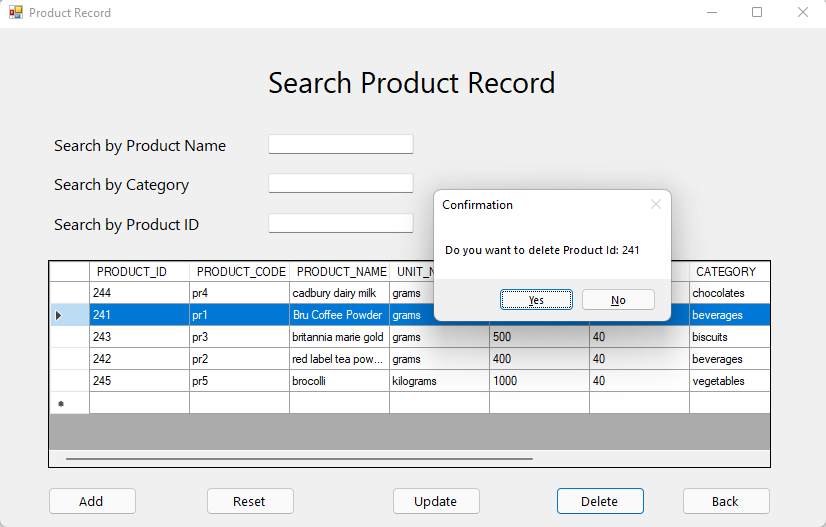 Product Record
Search Product Record
Search by Product Name
Search by Category
Search by Product ID
Confirmation
Do you want to delete Product Id: 241
Yes No
PRODUCT_ID PRODUCT_CODE PRODUCT_NAME UNIT_N CATEGORY
244 pr4 cadbury dairy milk grams chocolates
241 pr1 Bru Coffee Powder grams beverages
243 pr3 britannia marie gold grams 500 40 biscuits
242 pr2 red label tea pow... grams 400 40 beverages
245 pr5 brocolli kilograms 1000 40 vegetables
Add Reset Update Delete Back